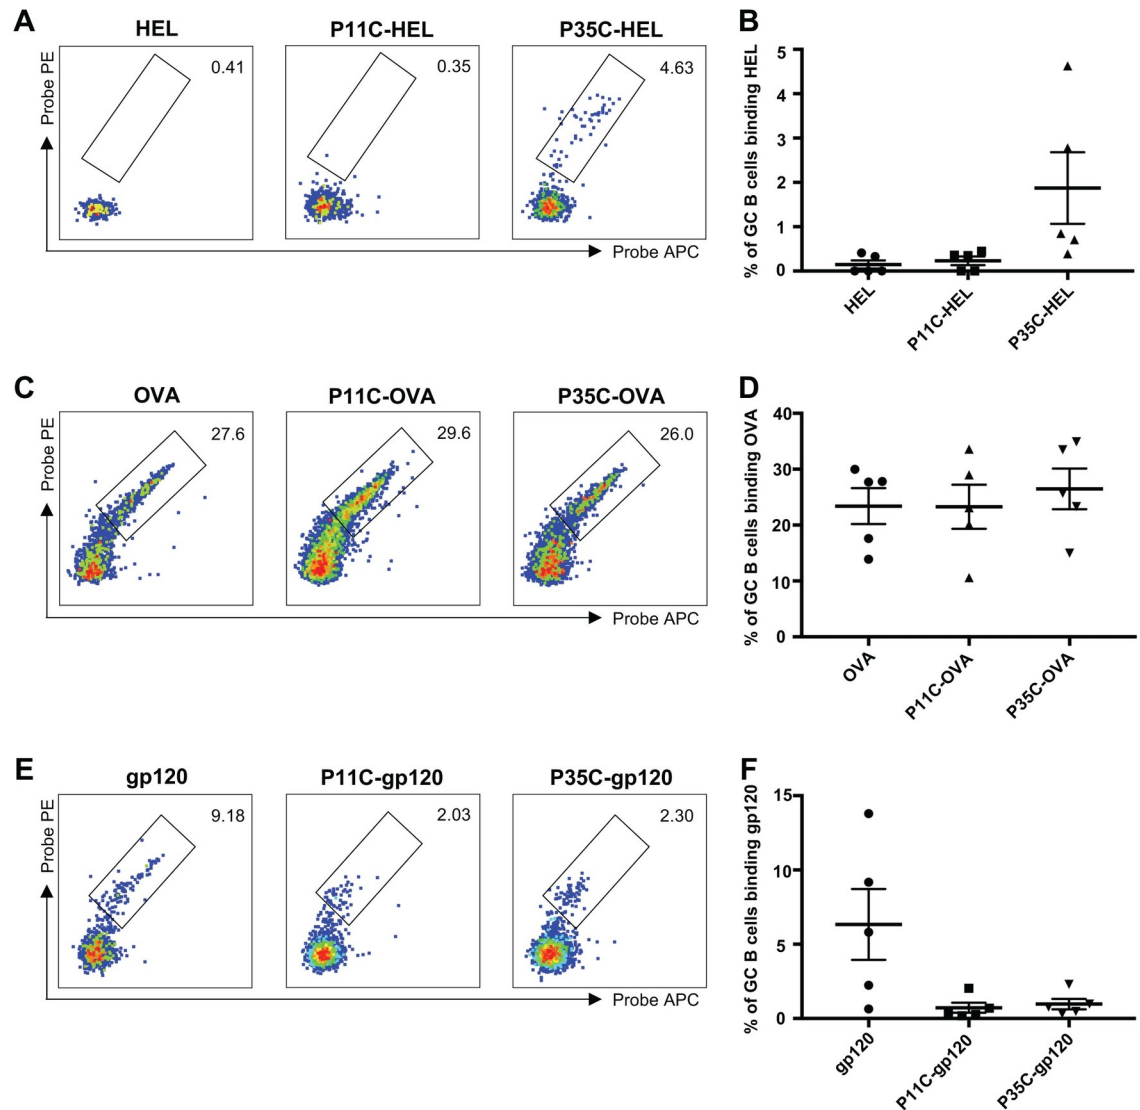 A
HEL
P11C-HEL
P35C-HEL
0.41
0.35
4.63
Probe PE
Probe APC
B
% of GC B cells binding HEL
5
4
3
2
1
0
HEL
P11C-HEL
P35C-HEL
C
OVA
P11C-OVA
P35C-OVA
27.6
29.6
26.0
Probe PE
Probe APC
D
% of GC B cells binding OVA
40
30
20
10
0
OVA
P11C-OVA
P35C-OVA
E
gp120
P11C-gp120
P35C-gp120
9.18
2.03
2.30
Probe PE
Probe APC
F
% of GC B cells binding gp120
15
10
5
0
gp120
P11C-gp120
P35C-gp120